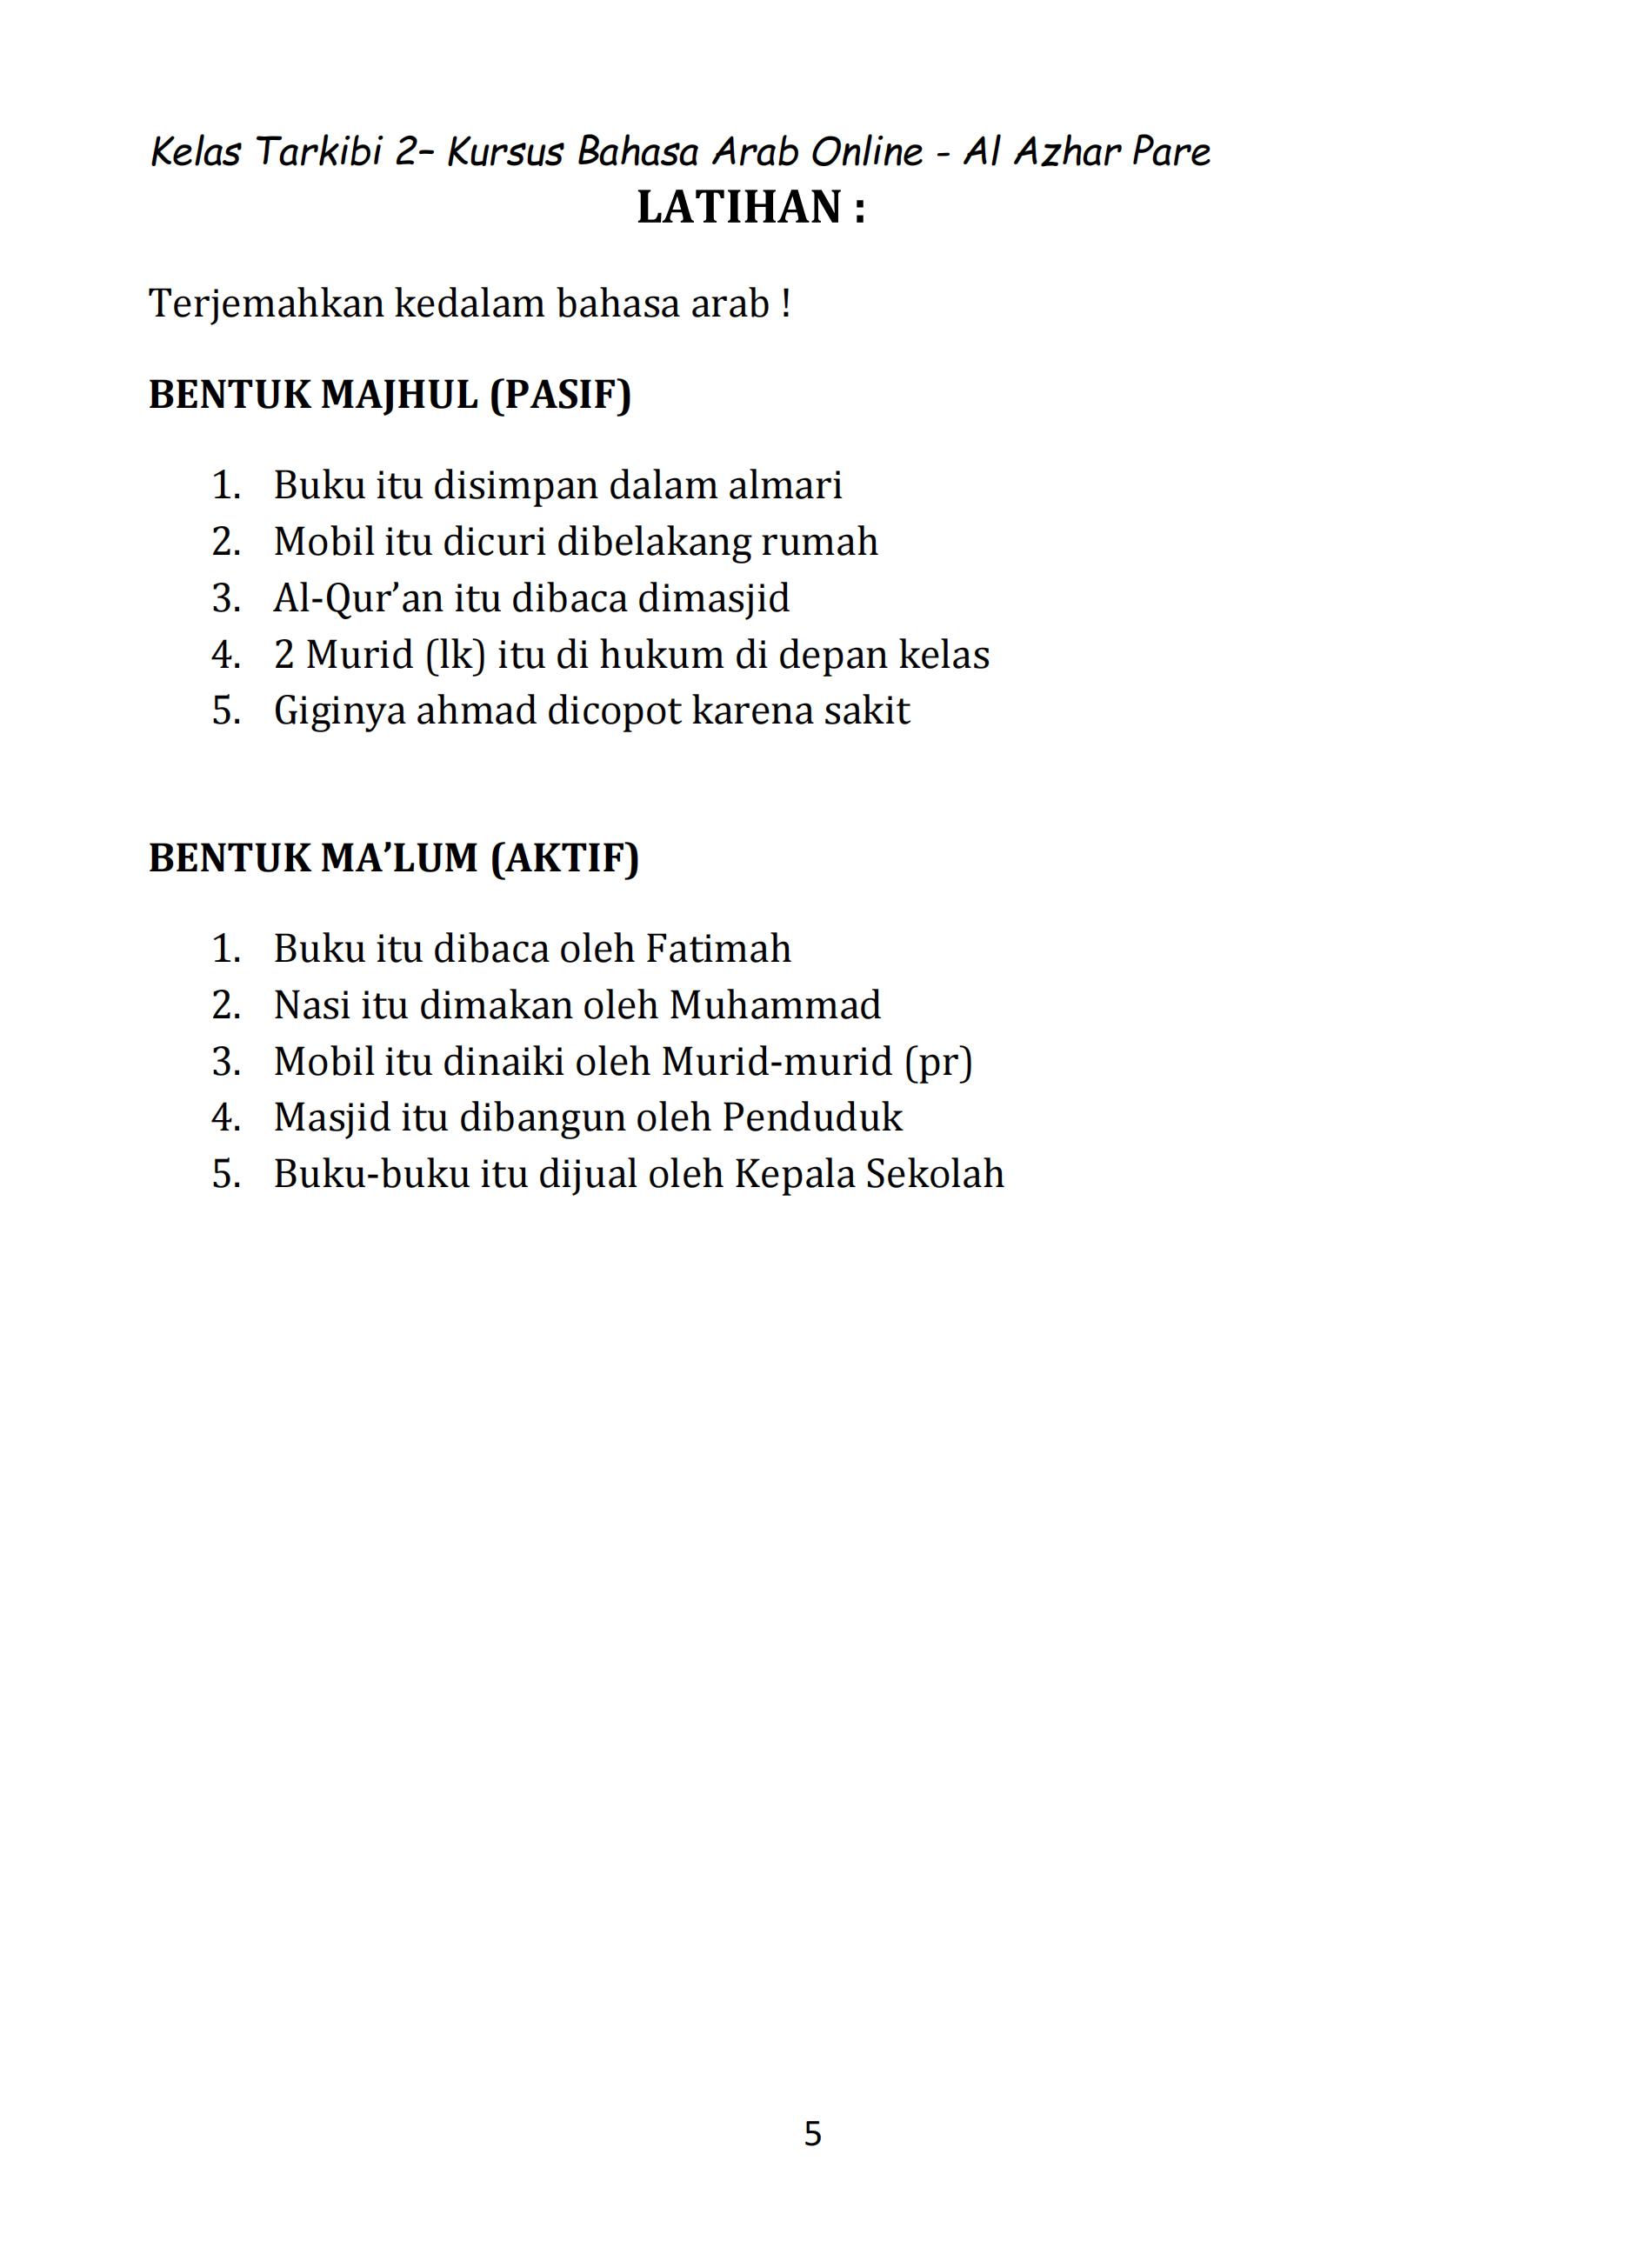 Kelas Tarkibi 2– Kursus Bahasa Arab Online - Al Azhar Pare
LATIHAN :
Terjemahkan kedalam bahasa arab !
BENTUK MAJHUL (PASIF)
1. Buku itu disimpan dalam almari
2. Mobil itu dicuri dibelakang rumah
3. Al-Qur’an itu dibaca dimasjid
4. 2 Murid (lk) itu di hukum di depan kelas
5. Giginya ahmad dicopot karena sakit
BENTUK MA’LUM (AKTIF)
1. Buku itu dibaca oleh Fatimah
2. Nasi itu dimakan oleh Muhammad
3. Mobil itu dinaiki oleh Murid-murid (pr)
4. Masjid itu dibangun oleh Penduduk
5. Buku-buku itu dijual oleh Kepala Sekolah
5